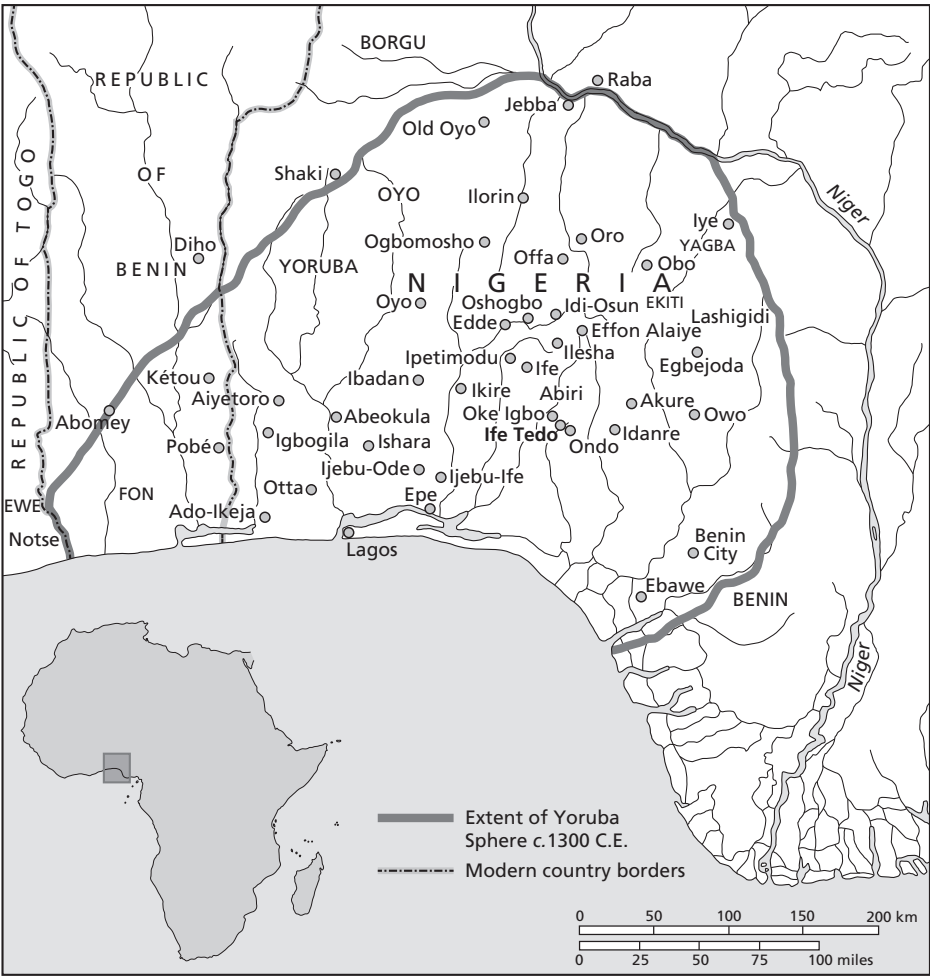 BORGU
REPUBLIC
Raba
Jebba
Old Oyo
REPUBLIC OF TOGO
OF
Shaki
OYO
Ilorin
Niger
Iye
Diho
Ogbomosho
Oro
YAGBA
BENIN
YORUBA
Offa
Obo
NIGERIA
Oyo
Oshogbo
Idi-Osun
EKITI
Lashigidi
Edde
Effon Alaiye
Ipetimodu
Ilesha
Egbejoda
Ife
Kétou
Ibadan
Ikire
Abiri
Aiyetoro
Akure
Abomey
Abeokula
Oke Igbo
Owo
Ife Tedo
Idanre
Pobé
Igbogila
Ishara
Ondo
Ijebu-Ode
Ijebu-Ife
Otta
FON
Epe
EWE
Ado-Ikeja
Notse
Lagos
Benin
City
Ebawe
BENIN
Niger
Extent of Yoruba
Sphere c.1300 C.E.
Modern country borders
0 50 100 150 200 km
0 25 50 75 100 miles